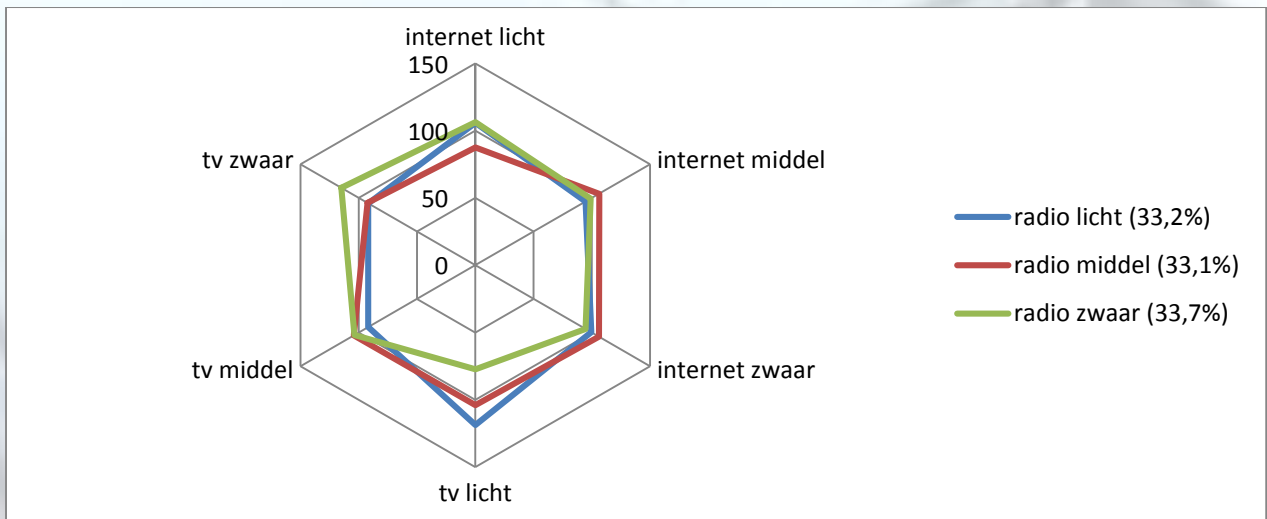 internet licht
150
100
50
0
tv zwaar
internet middel
tv middel
internet zwaar
tv licht
radio licht (33,2%)
radio middel (33,1%)
radio zwaar (33,7%)